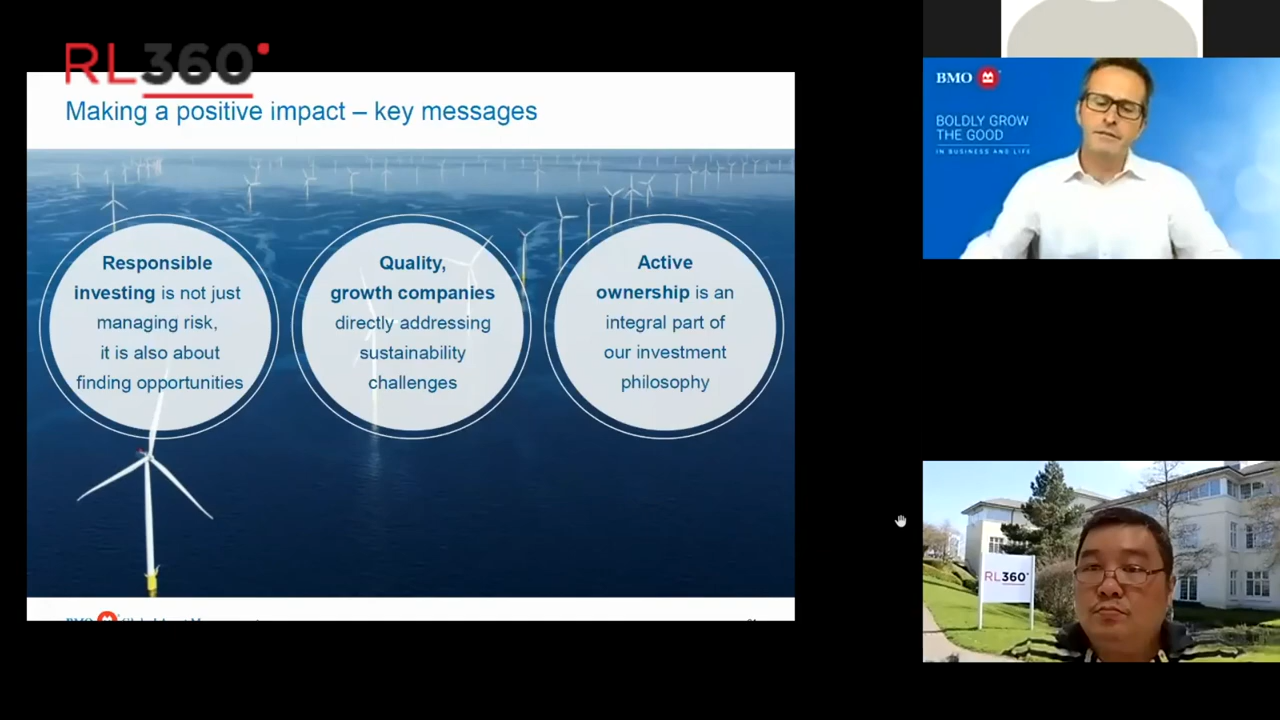 RL360°
Making a positive impact – key messages
Responsible
investing is not just
managing risk,
it is also about
finding opportunities
Quality,
growth companies
directly addressing
sustainability
challenges
Active
ownership is an
integral part of
our investment
philosophy
BMO
BMO
BOLDLY GROW
THE GOOD
IN BUSINESS AND LIFE
RL360°